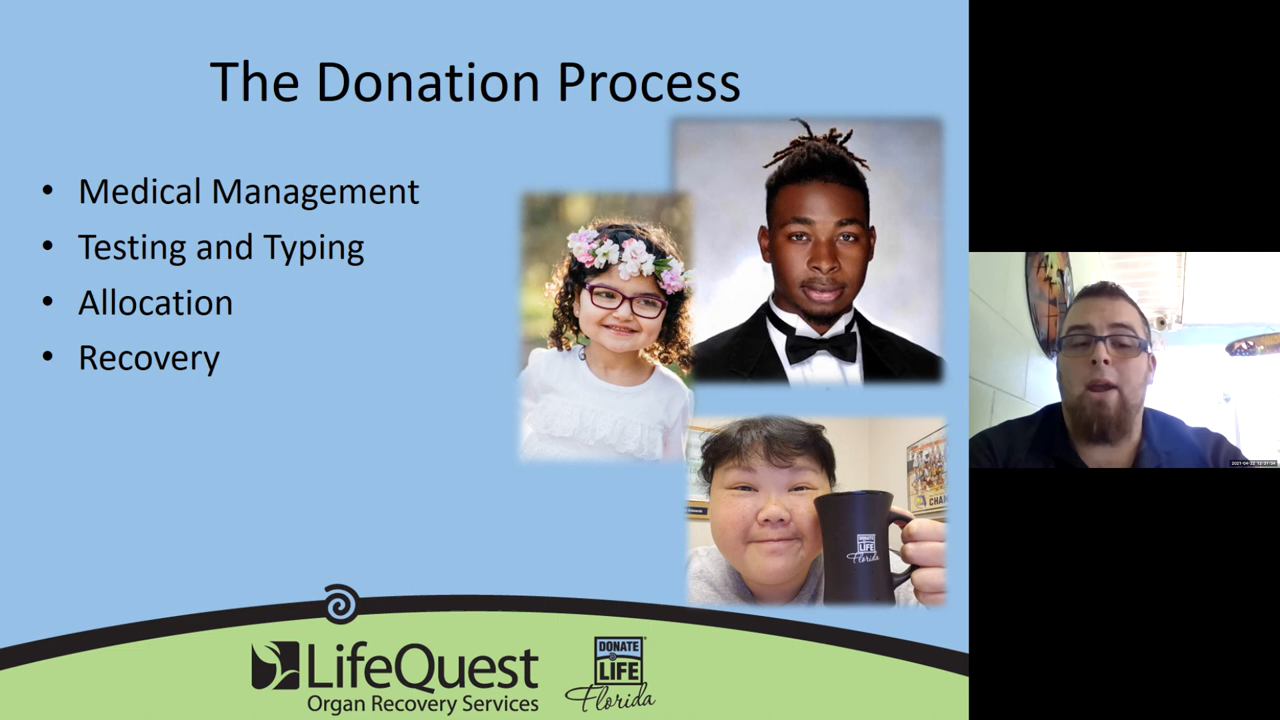 The Donation Process
• Medical Management
• Testing and Typing
• Allocation
• Recovery
CHAM
DONATE
LIFE
Florida
LifeQuest
Organ Recovery Services
DONATE
LIFE
Florida